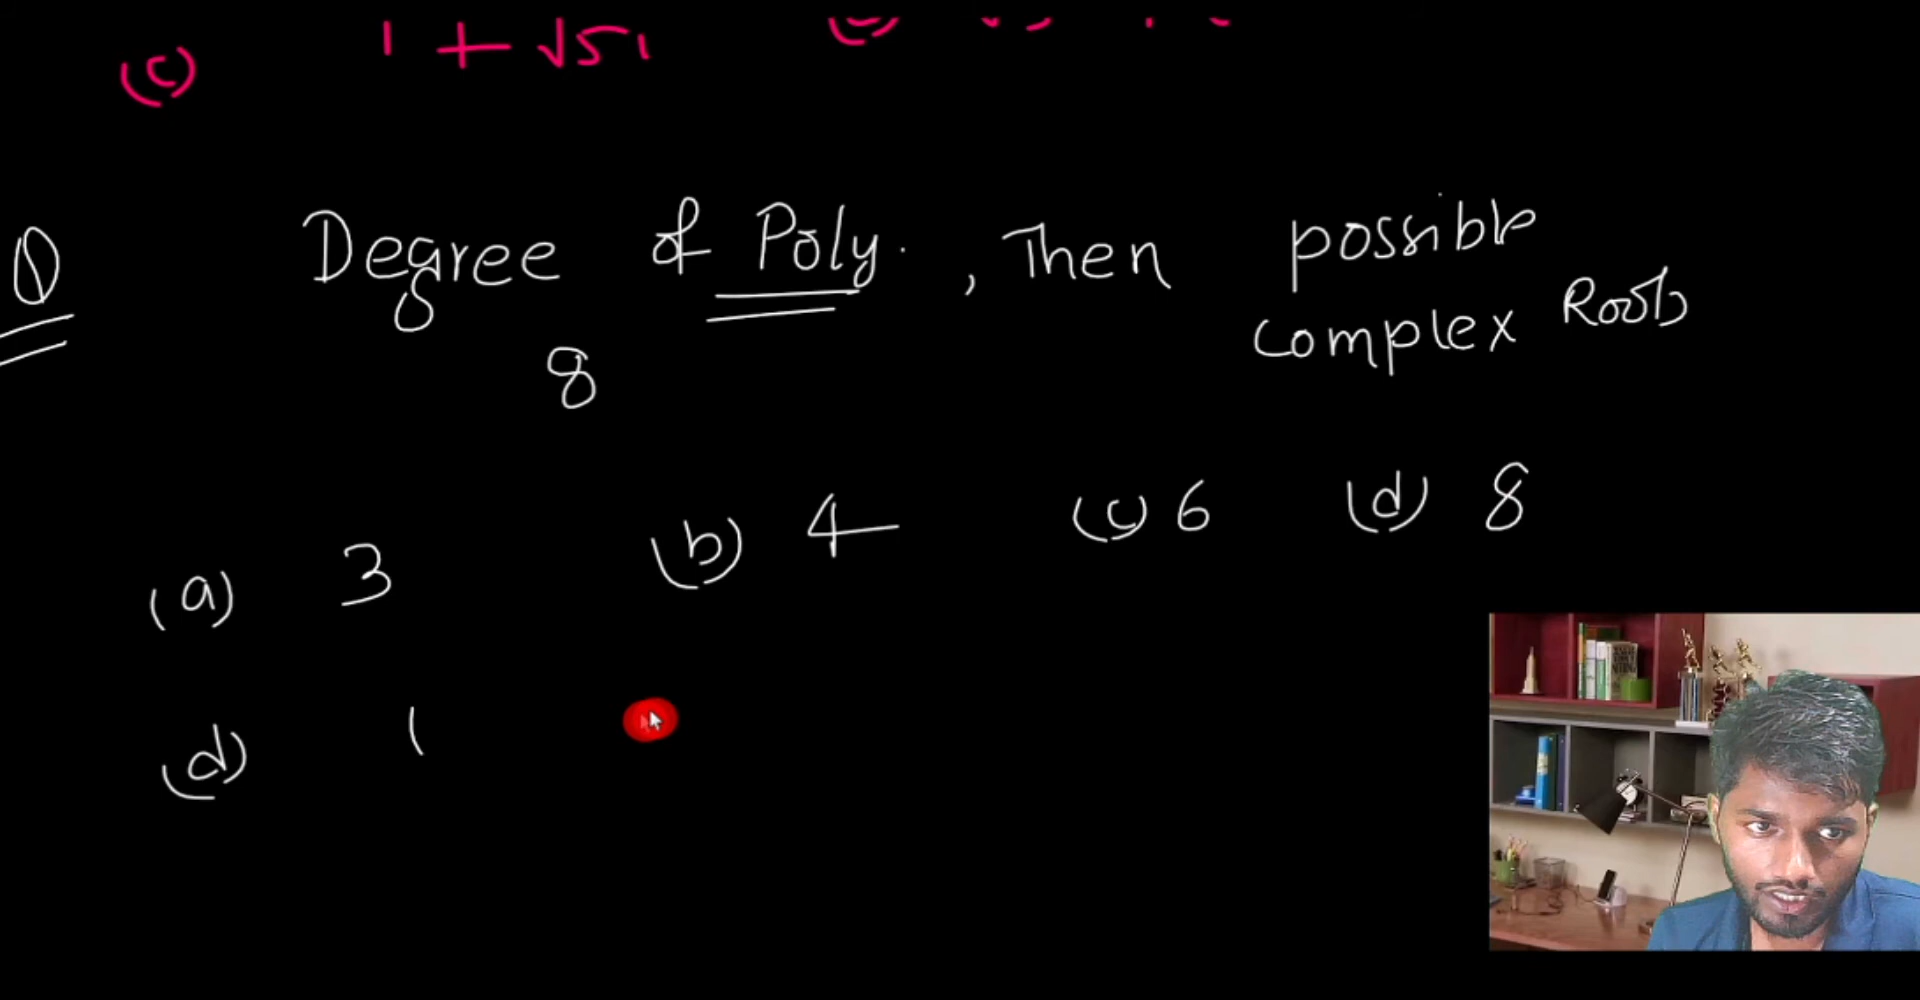 (c) 1 + √5i
Q Degree of Poly. , Then possible
8 complex Roots
(a) 3 (b) 4 (c) 6 (d) 8
(d) 1